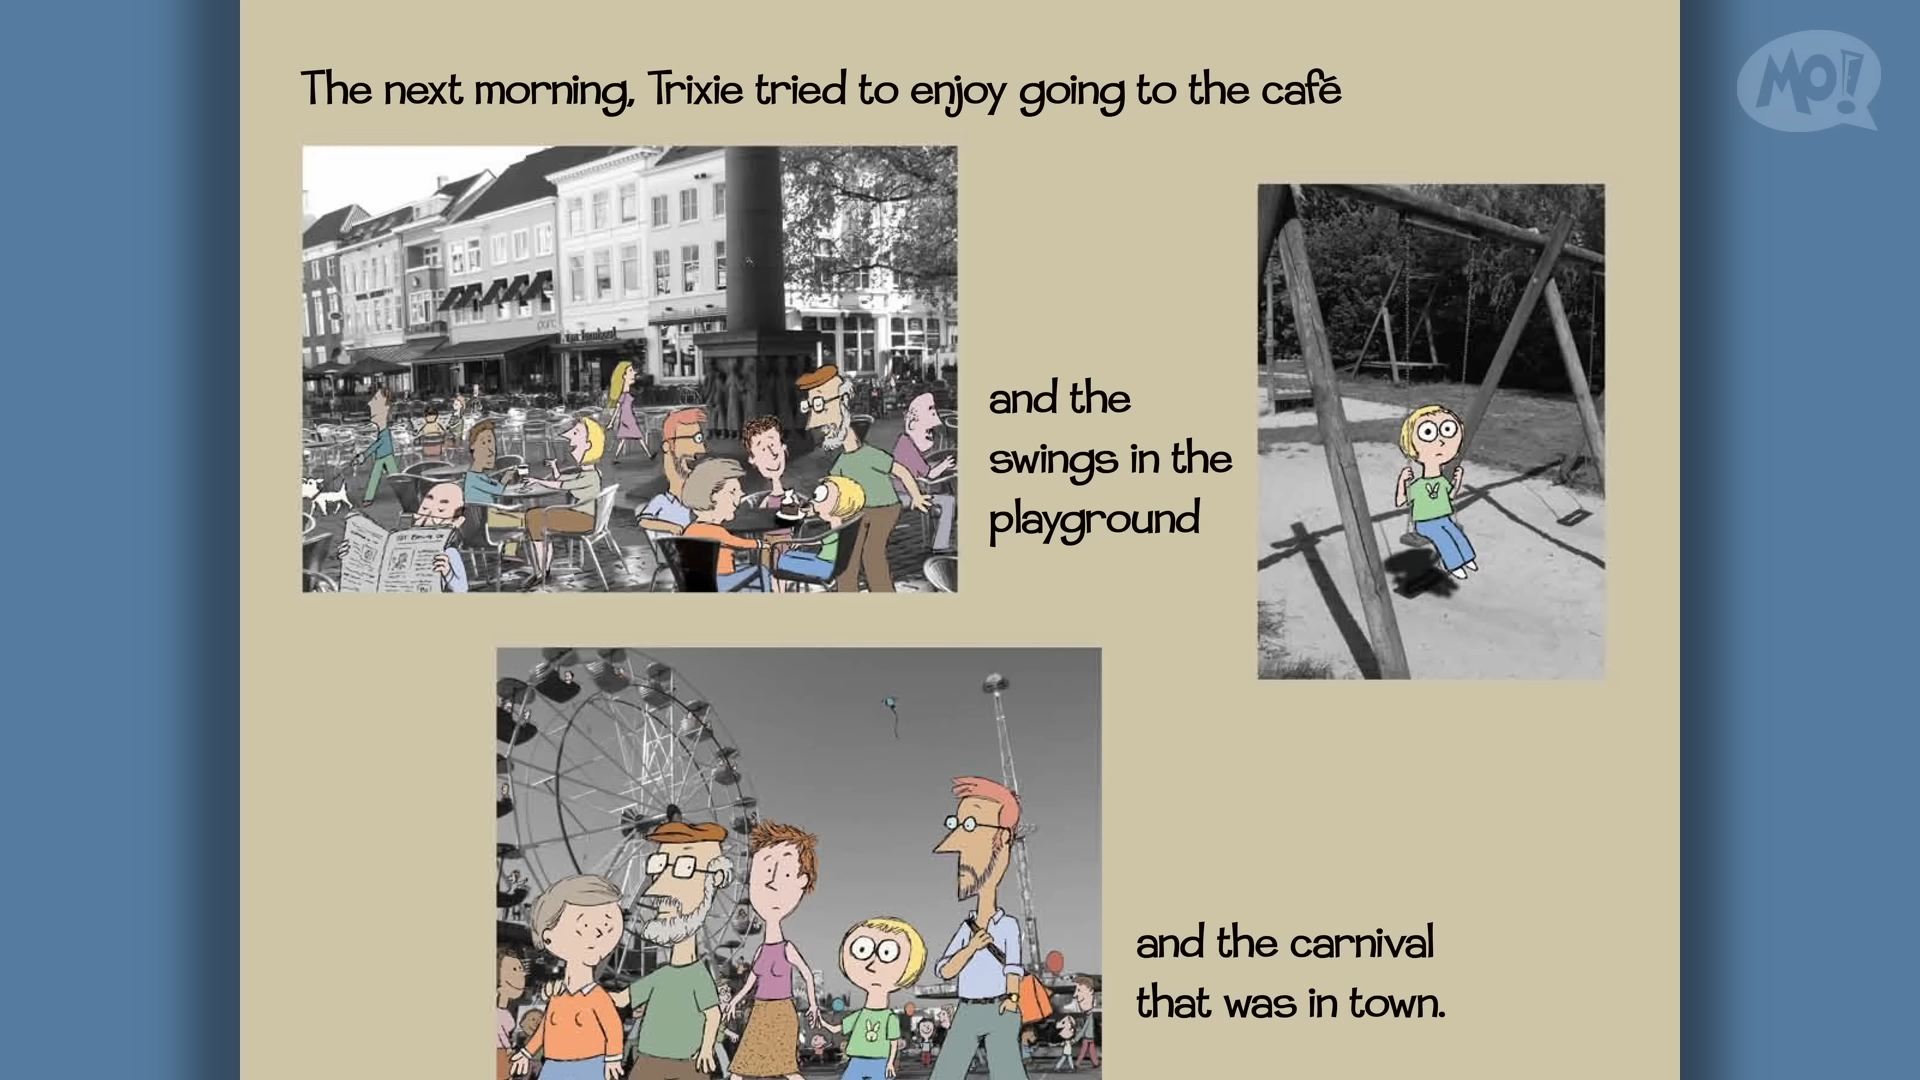 The next morning, Trixie tried to enjoy going to the café
and the
swings in the
playground
and the carnival
that was in town.
MO!